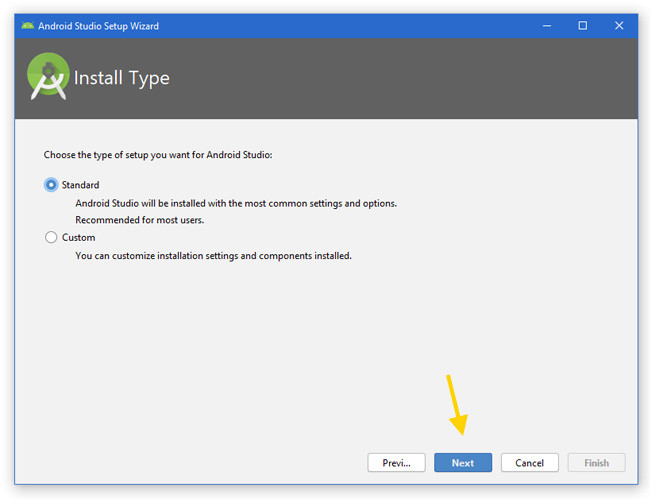 Android Studio Setup Wizard
Install Type
Choose the type of setup you want for Android Studio:
Standard
Android Studio will be installed with the most common settings and options.
Recommended for most users.
Custom
You can customize installation settings and components installed.
Previ... Next Cancel Finish